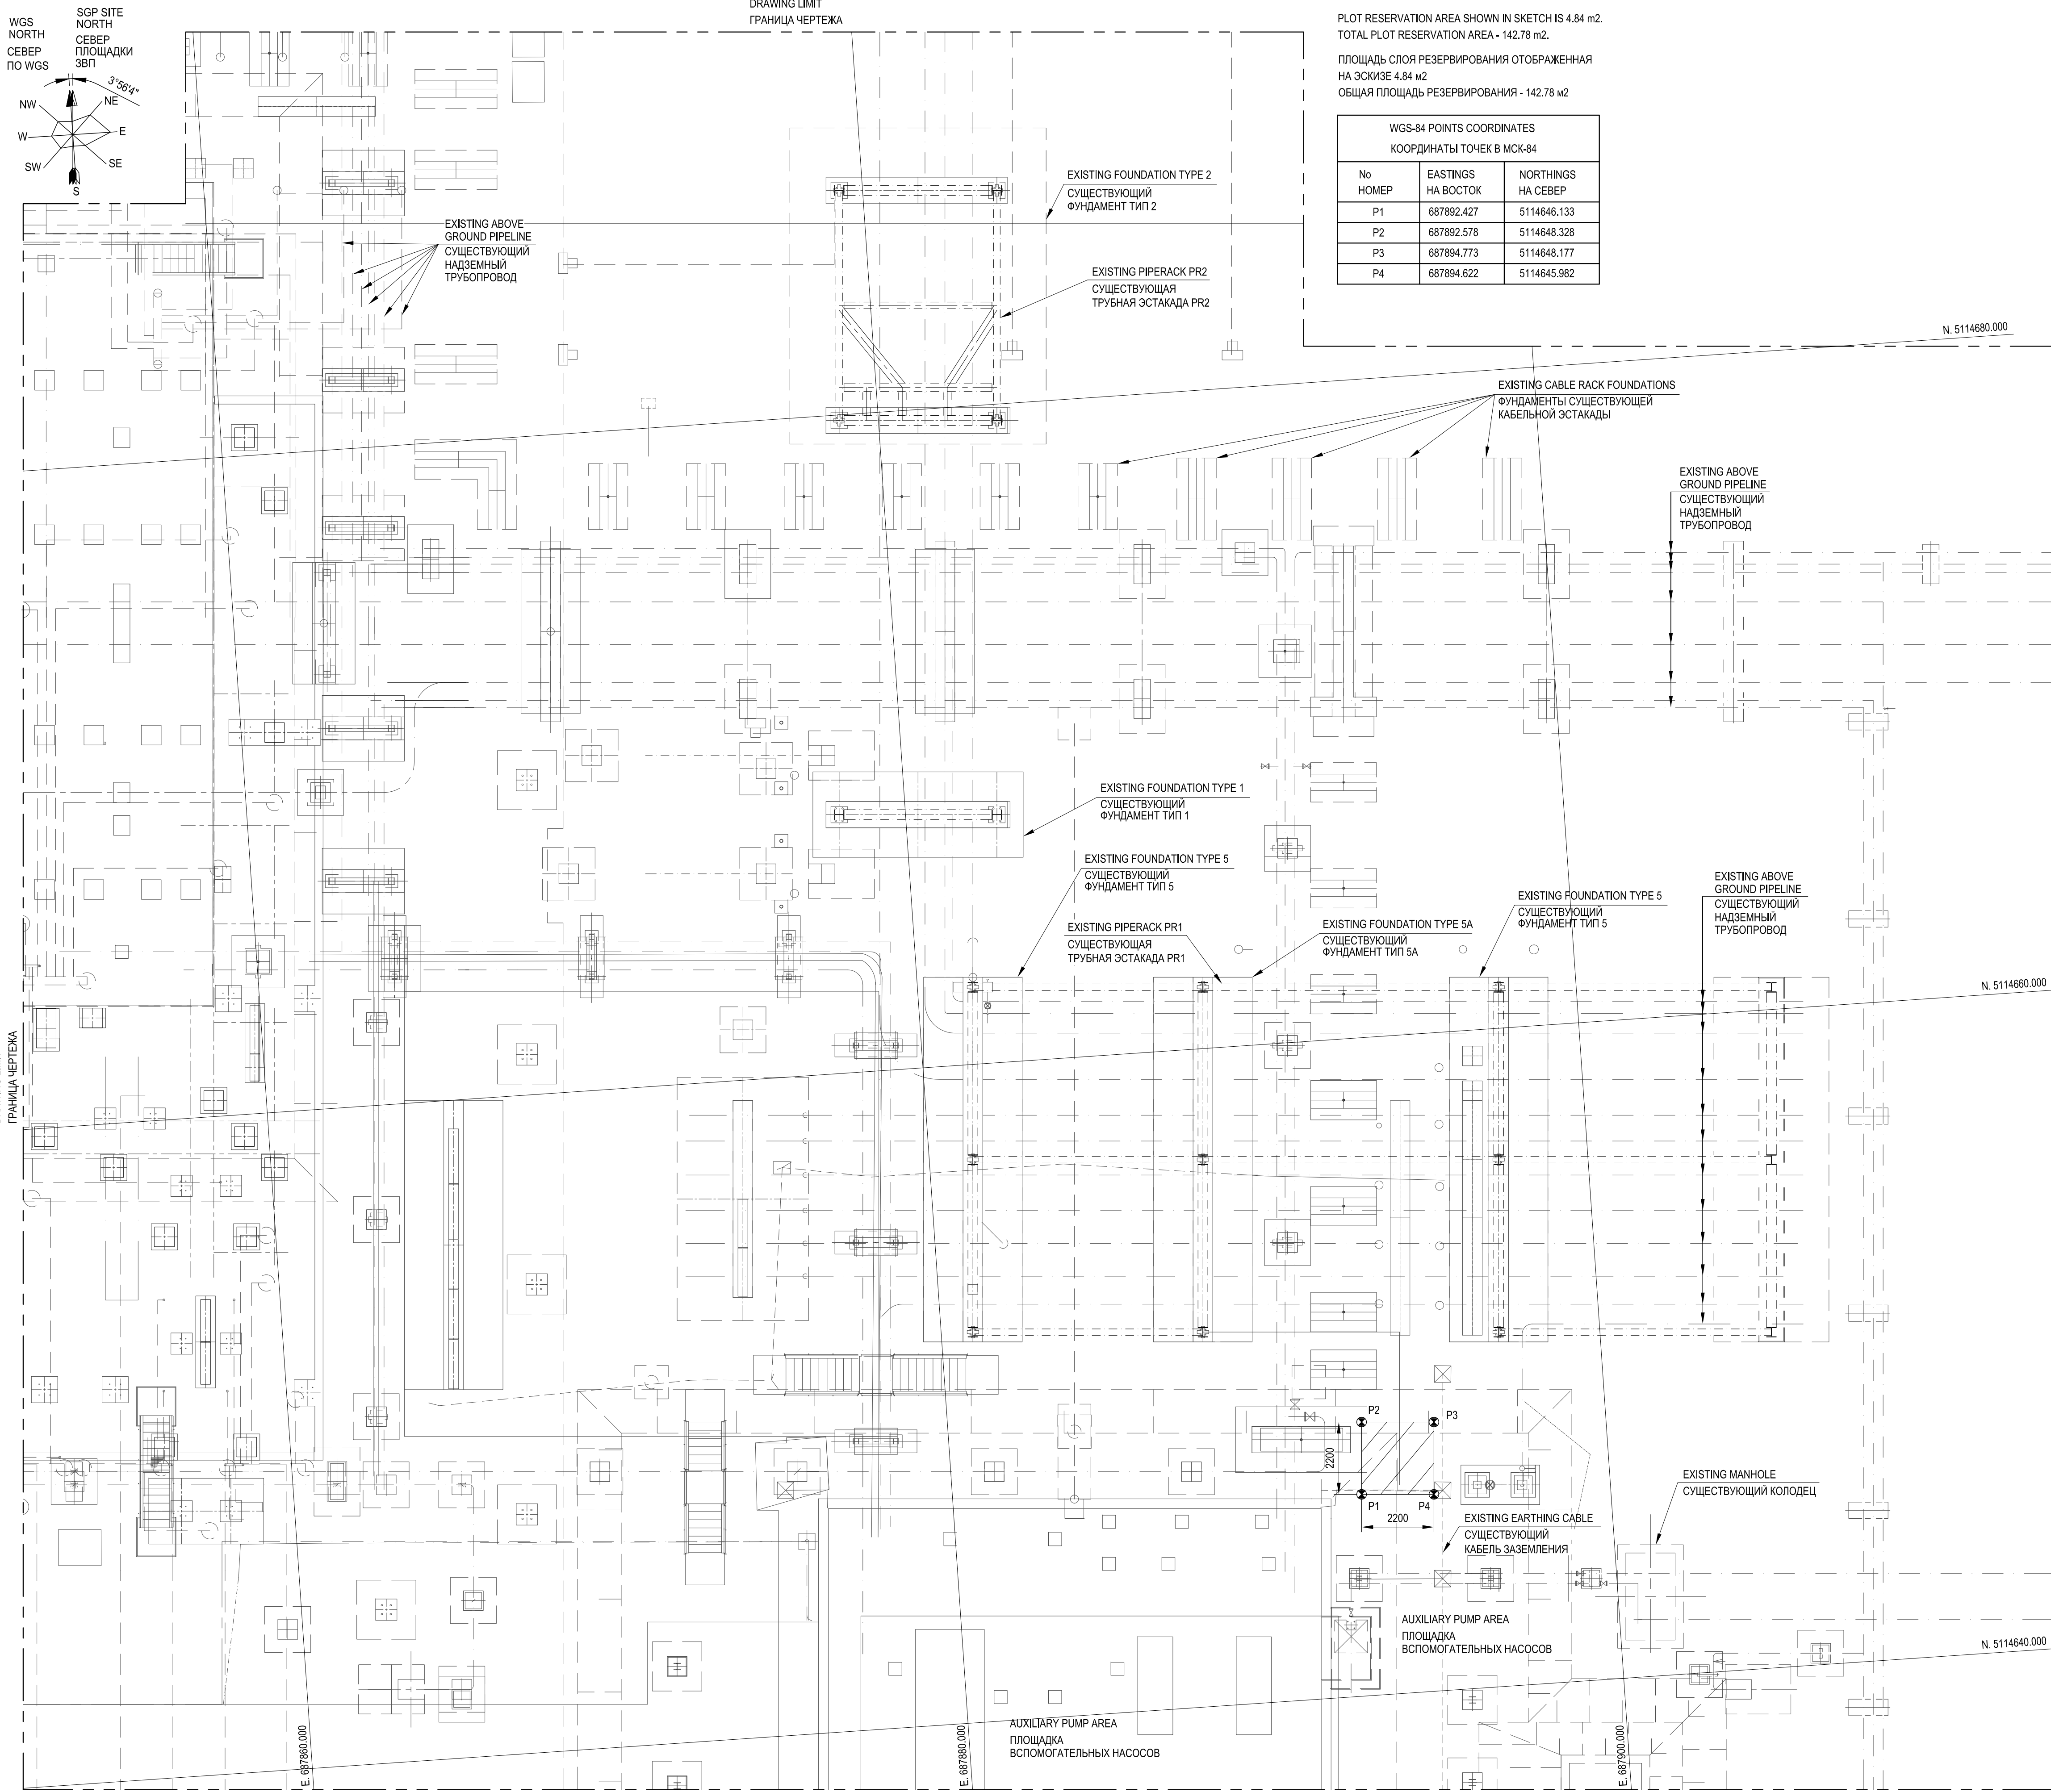 DRAWING LIMIT
ГРАНИЦА ЧЕРТЕЖА
WGS
NORTH
СЕВЕР
ПО WGS
SGP SITE
NORTH
СЕВЕР
ПЛОЩАДКИ
ЗВП
3°56'4"
NW
NE
W
E
SW
SE
S
PLOT RESERVATION AREA SHOWN IN SKETCH IS 4.84 m2.
TOTAL PLOT RESERVATION AREA - 142.78 m2.
ПЛОЩАДЬ СЛОЯ РЕЗЕРВИРОВАНИЯ ОТОБРАЖЕННАЯ
НА ЭСКИЗЕ 4.84 м2
ОБЩАЯ ПЛОЩАДЬ РЕЗЕРВИРОВАНИЯ - 142.78 м2
WGS-84 POINTS COORDINATES
КООРДИНАТЫ ТОЧЕК В МСК-84
No EASTINGS NORTHINGS
НОМЕР НА ВОСТОК НА СЕВЕР
P1 687892.427 5114646.133
P2 687892.578 5114648.328
P3 687894.773 5114648.177
P4 687894.622 5114645.982
EXISTING FOUNDATION TYPE 2
СУЩЕСТВУЮЩИЙ
ФУНДАМЕНТ ТИП 2
EXISTING ABOVE
GROUND PIPELINE
СУЩЕСТВУЮЩИЙ
НАДЗЕМНЫЙ
ТРУБОПРОВОД
EXISTING PIPERACK PR2
СУЩЕСТВУЮЩАЯ
ТРУБНАЯ ЭСТАКАДА PR2
N. 5114680.000
EXISTING CABLE RACK FOUNDATIONS
ФУНДАМЕНТЫ СУЩЕСТВУЮЩЕЙ
КАБЕЛЬНОЙ ЭСТАКАДЫ
EXISTING ABOVE
GROUND PIPELINE
СУЩЕСТВУЮЩИЙ
НАДЗЕМНЫЙ
ТРУБОПРОВОД
EXISTING FOUNDATION TYPE 1
СУЩЕСТВУЮЩИЙ
ФУНДАМЕНТ ТИП 1
EXISTING FOUNDATION TYPE 5
СУЩЕСТВУЮЩИЙ
ФУНДАМЕНТ ТИП 5
EXISTING PIPERACK PR1
СУЩЕСТВУЮЩАЯ
ТРУБНАЯ ЭСТАКАДА PR1
EXISTING FOUNDATION TYPE 5A
СУЩЕСТВУЮЩИЙ
ФУНДАМЕНТ ТИП 5А
EXISTING FOUNDATION TYPE 5
СУЩЕСТВУЮЩИЙ
ФУНДАМЕНТ ТИП 5
EXISTING ABOVE
GROUND PIPELINE
СУЩЕСТВУЮЩИЙ
НАДЗЕМНЫЙ
ТРУБОПРОВОД
N. 5114660.000
ГРАНИЦА ЧЕРТЕЖА
P2
P3
2200
P1
P4
2200
EXISTING EARTHING CABLE
СУЩЕСТВУЮЩИЙ
КАБЕЛЬ ЗАЗЕМЛЕНИЯ
EXISTING MANHOLE
СУЩЕСТВУЮЩИЙ КОЛОДЕЦ
AUXILIARY PUMP AREA
ПЛОЩАДКА
ВСПОМОГАТЕЛЬНЫХ НАСОСОВ
N. 5114640.000
AUXILIARY PUMP AREA
ПЛОЩАДКА
ВСПОМОГАТЕЛЬНЫХ НАСОСОВ
E. 687860.000
E. 687880.000
E. 687900.000